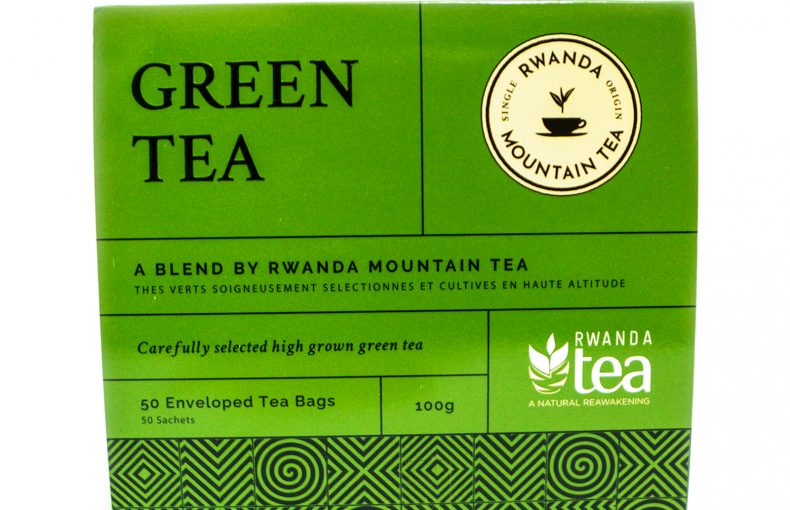 GREEN
TEA
RWANDA
SINGLE ORIGIN
MOUNTAIN TEA
A BLEND BY RWANDA MOUNTAIN TEA
THES VERTS SOIGNEUSEMENT SELECTIONNES ET CULTIVES EN HAUTE ALTITUDE
Carefully selected high grown green tea
RWANDA
tea
A NATURAL REAWAKENING
50 Enveloped Tea Bags
50 Sachets
100g